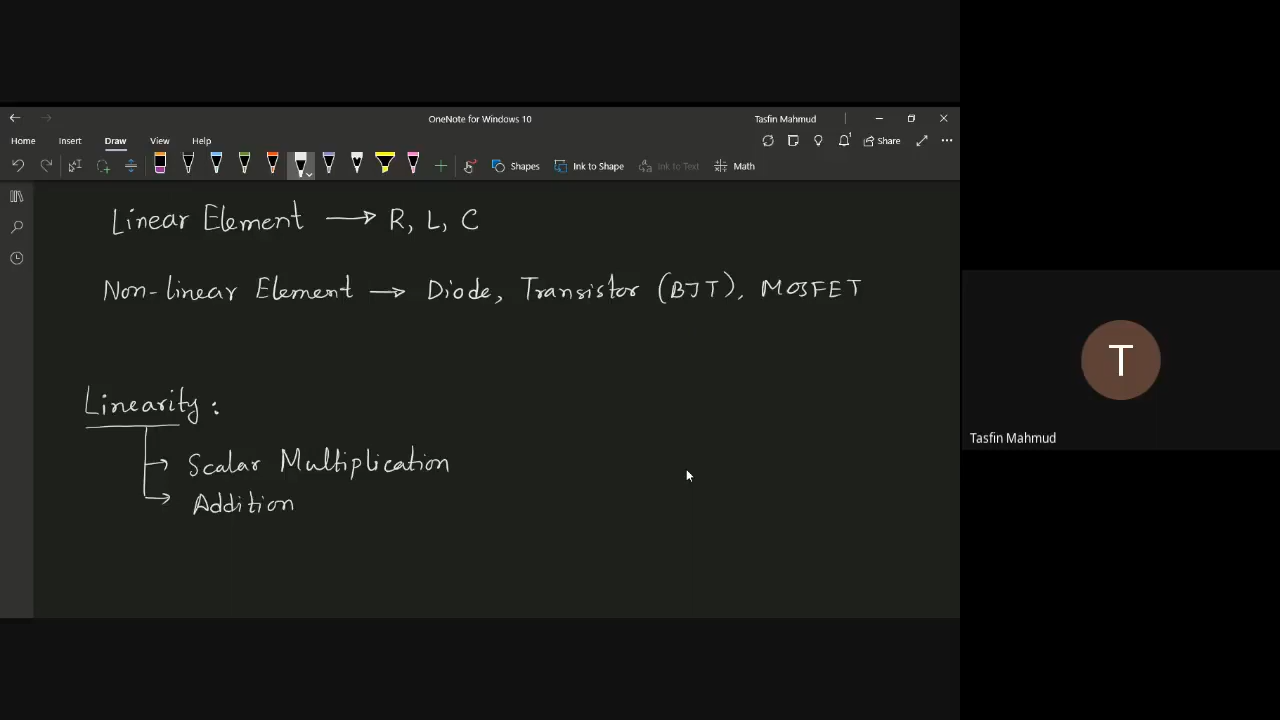 OneNote for Windows 10
Tasfin Mahmud
Home Insert Draw View Help
Share
Shapes Ink to Shape Ink to Text Math
Linear Element → R, L, C
Non-linear Element → Diode, Transistor (BJT), MOSFET
Linearity:
→ Scalar Multiplication
→ Addition
T
Tasfin Mahmud